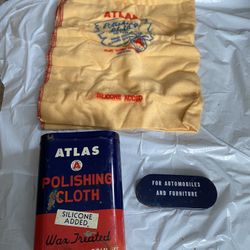 ATLAS
SILICONE ADDED
ATLAS
A
POLISHING
CLOTH
SILICONE
ADDED
Wax Treated
FOR AUTOMOBILES
AND FURNITURE